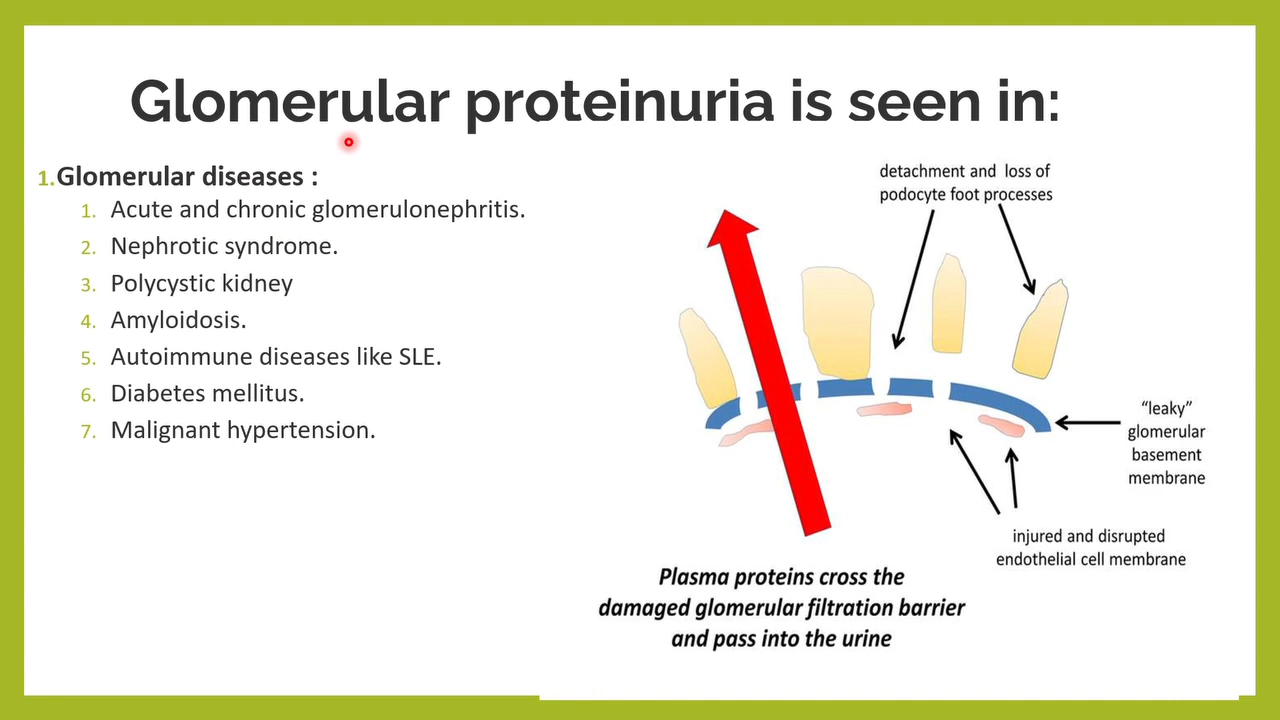 Glomerular proteinuria is seen in:
1.Glomerular diseases :
1. Acute and chronic glomerulonephritis.
2. Nephrotic syndrome.
3. Polycystic kidney
4. Amyloidosis.
5. Autoimmune diseases like SLE.
6. Diabetes mellitus.
7. Malignant hypertension.
detachment and loss of
podocyte foot processes
“leaky”
glomerular
basement
membrane
injured and disrupted
endothelial cell membrane
Plasma proteins cross the
damaged glomerular filtration barrier
and pass into the urine